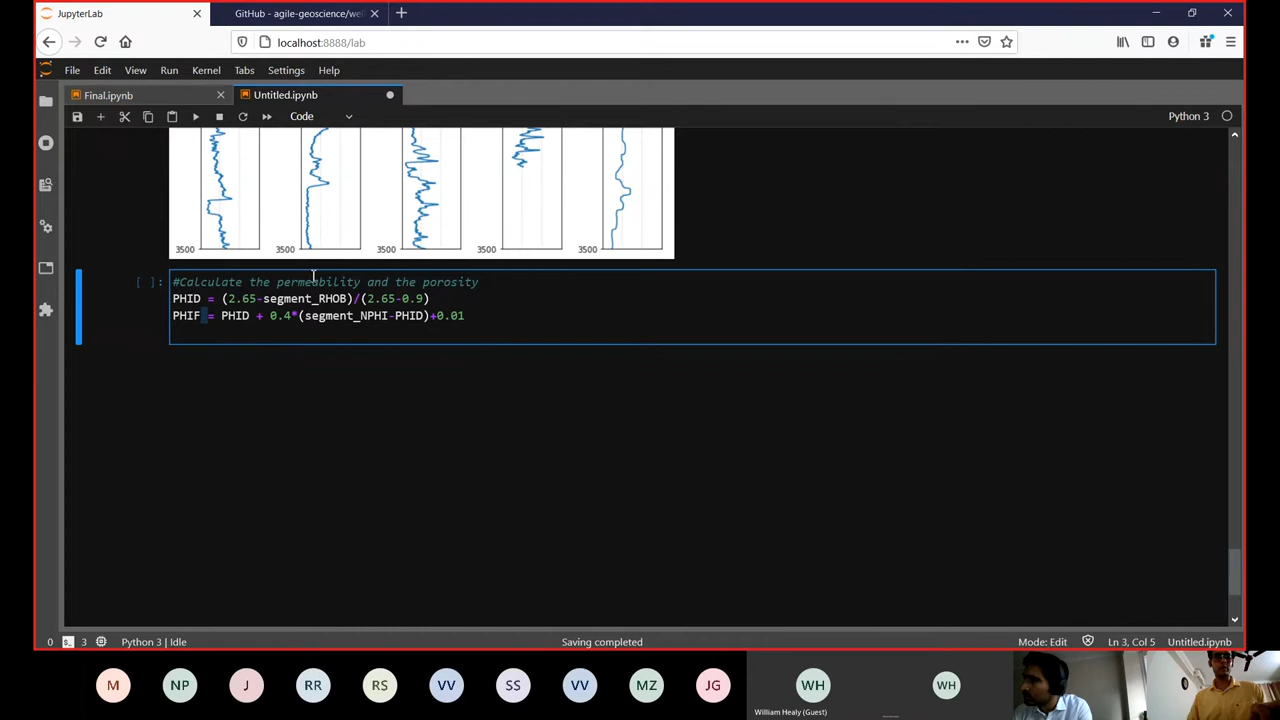 JupyterLab
GitHub - agile-geoscience/wel
localhost:8888/lab
File Edit View Run Kernel Tabs Settings Help
Final.ipynb
Untitled.ipynb
Code
Python 3
3500 3500 3500 3500 3500
[ ]:
#Calculate the permeability and the porosity
PHID = (2.65-segment_RHOB)/(2.65-0.9)
PHIF = PHID + 0.4*(segment_NPHI-PHID)+0.01
0 3 Python 3 | Idle Saving completed Mode: Edit Ln 3, Col 5 Untitled.ipynb
M NP J RR RS VV SS VV MZ JG WH WH
William Healy (Guest)